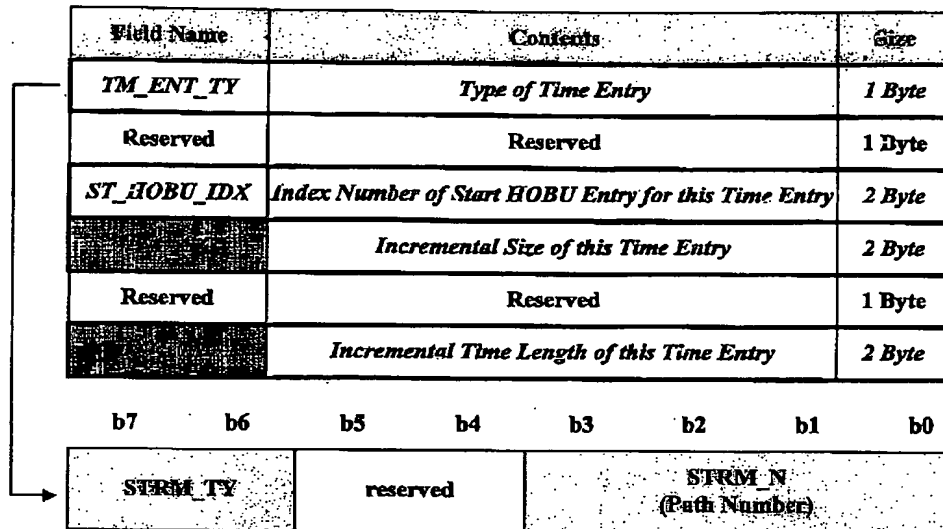 Field Name Contents Size
TM_ENT_TY Type of Time Entry 1 Byte
Reserved Reserved 1 Byte
ST_HOBU_IDX Index Number of Start HOBU Entry for this Time Entry 2 Byte
Incremental Size of this Time Entry 2 Byte
Reserved Reserved 1 Byte
Incremental Time Length of this Time Entry 2 Byte
b7 b6 b5 b4 b3 b2 b1 b0
STRM_TY reserved STRM_N
(Path Number)